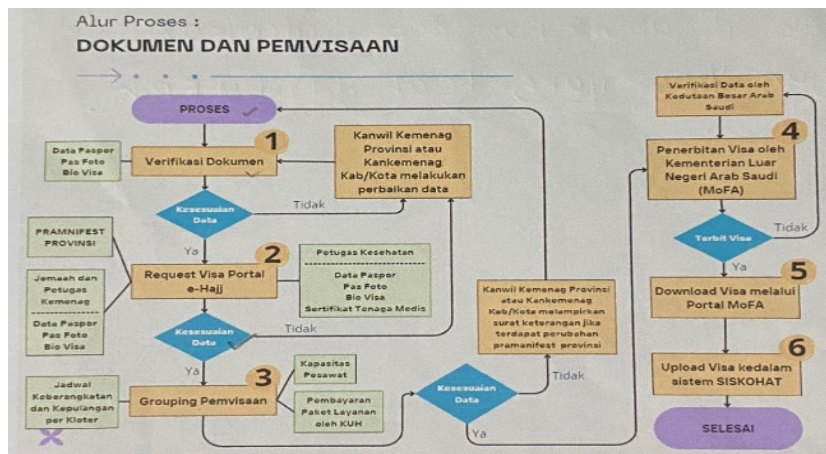 Alur Proses :
DOKUMEN DAN PEMVISAAN
PROSES
1
Verifikasi Dokumen
Data Paspor
Pas Foto
Bio Visa
Kanwil Kemenag
Provinsi atau
Kankemenag
Kab/Kota melakukan
perbaikan data
Kesesuaian
Data
Tidak
Ya
PRAMNIFEST
PROVINSI
Jemaah dan
Petugas
Kemenag
Data Paspor
Pas Foto
Bio Visa
2
Request Visa Portal
e-Hajj
Petugas Kesehatan
Data Paspor
Pas Foto
Bio Visa
Sertifikat Tenaga Medis
Kesesuaian
Data
Tidak
Ya
3
Grouping Pemvisaan
Jadwal
Keberangkatan
dan Kepulangan
per Kloter
Kapasitas
Pesawat
Pembayaran
Paket Layanan
oleh KUH
Kesesuaian
Data
Tidak
Ya
Kanwil Kemenag Provinsi
atau Kankemenag
Kab/Kota melampirkan
surat keterangan jika
terdapat perubahan
pramanifest provinsi
Verifikasi Data oleh
Kedutaan Besar Arab
Saudi
4
Penerbitan Visa oleh
Kementerian Luar
Negeri Arab Saudi
(MoFA)
Terbit Visa
Tidak
Ya
5
Download Visa melalui
Portal MoFA
6
Upload Visa kedalam
sistem SISKOHAT
SELESAI